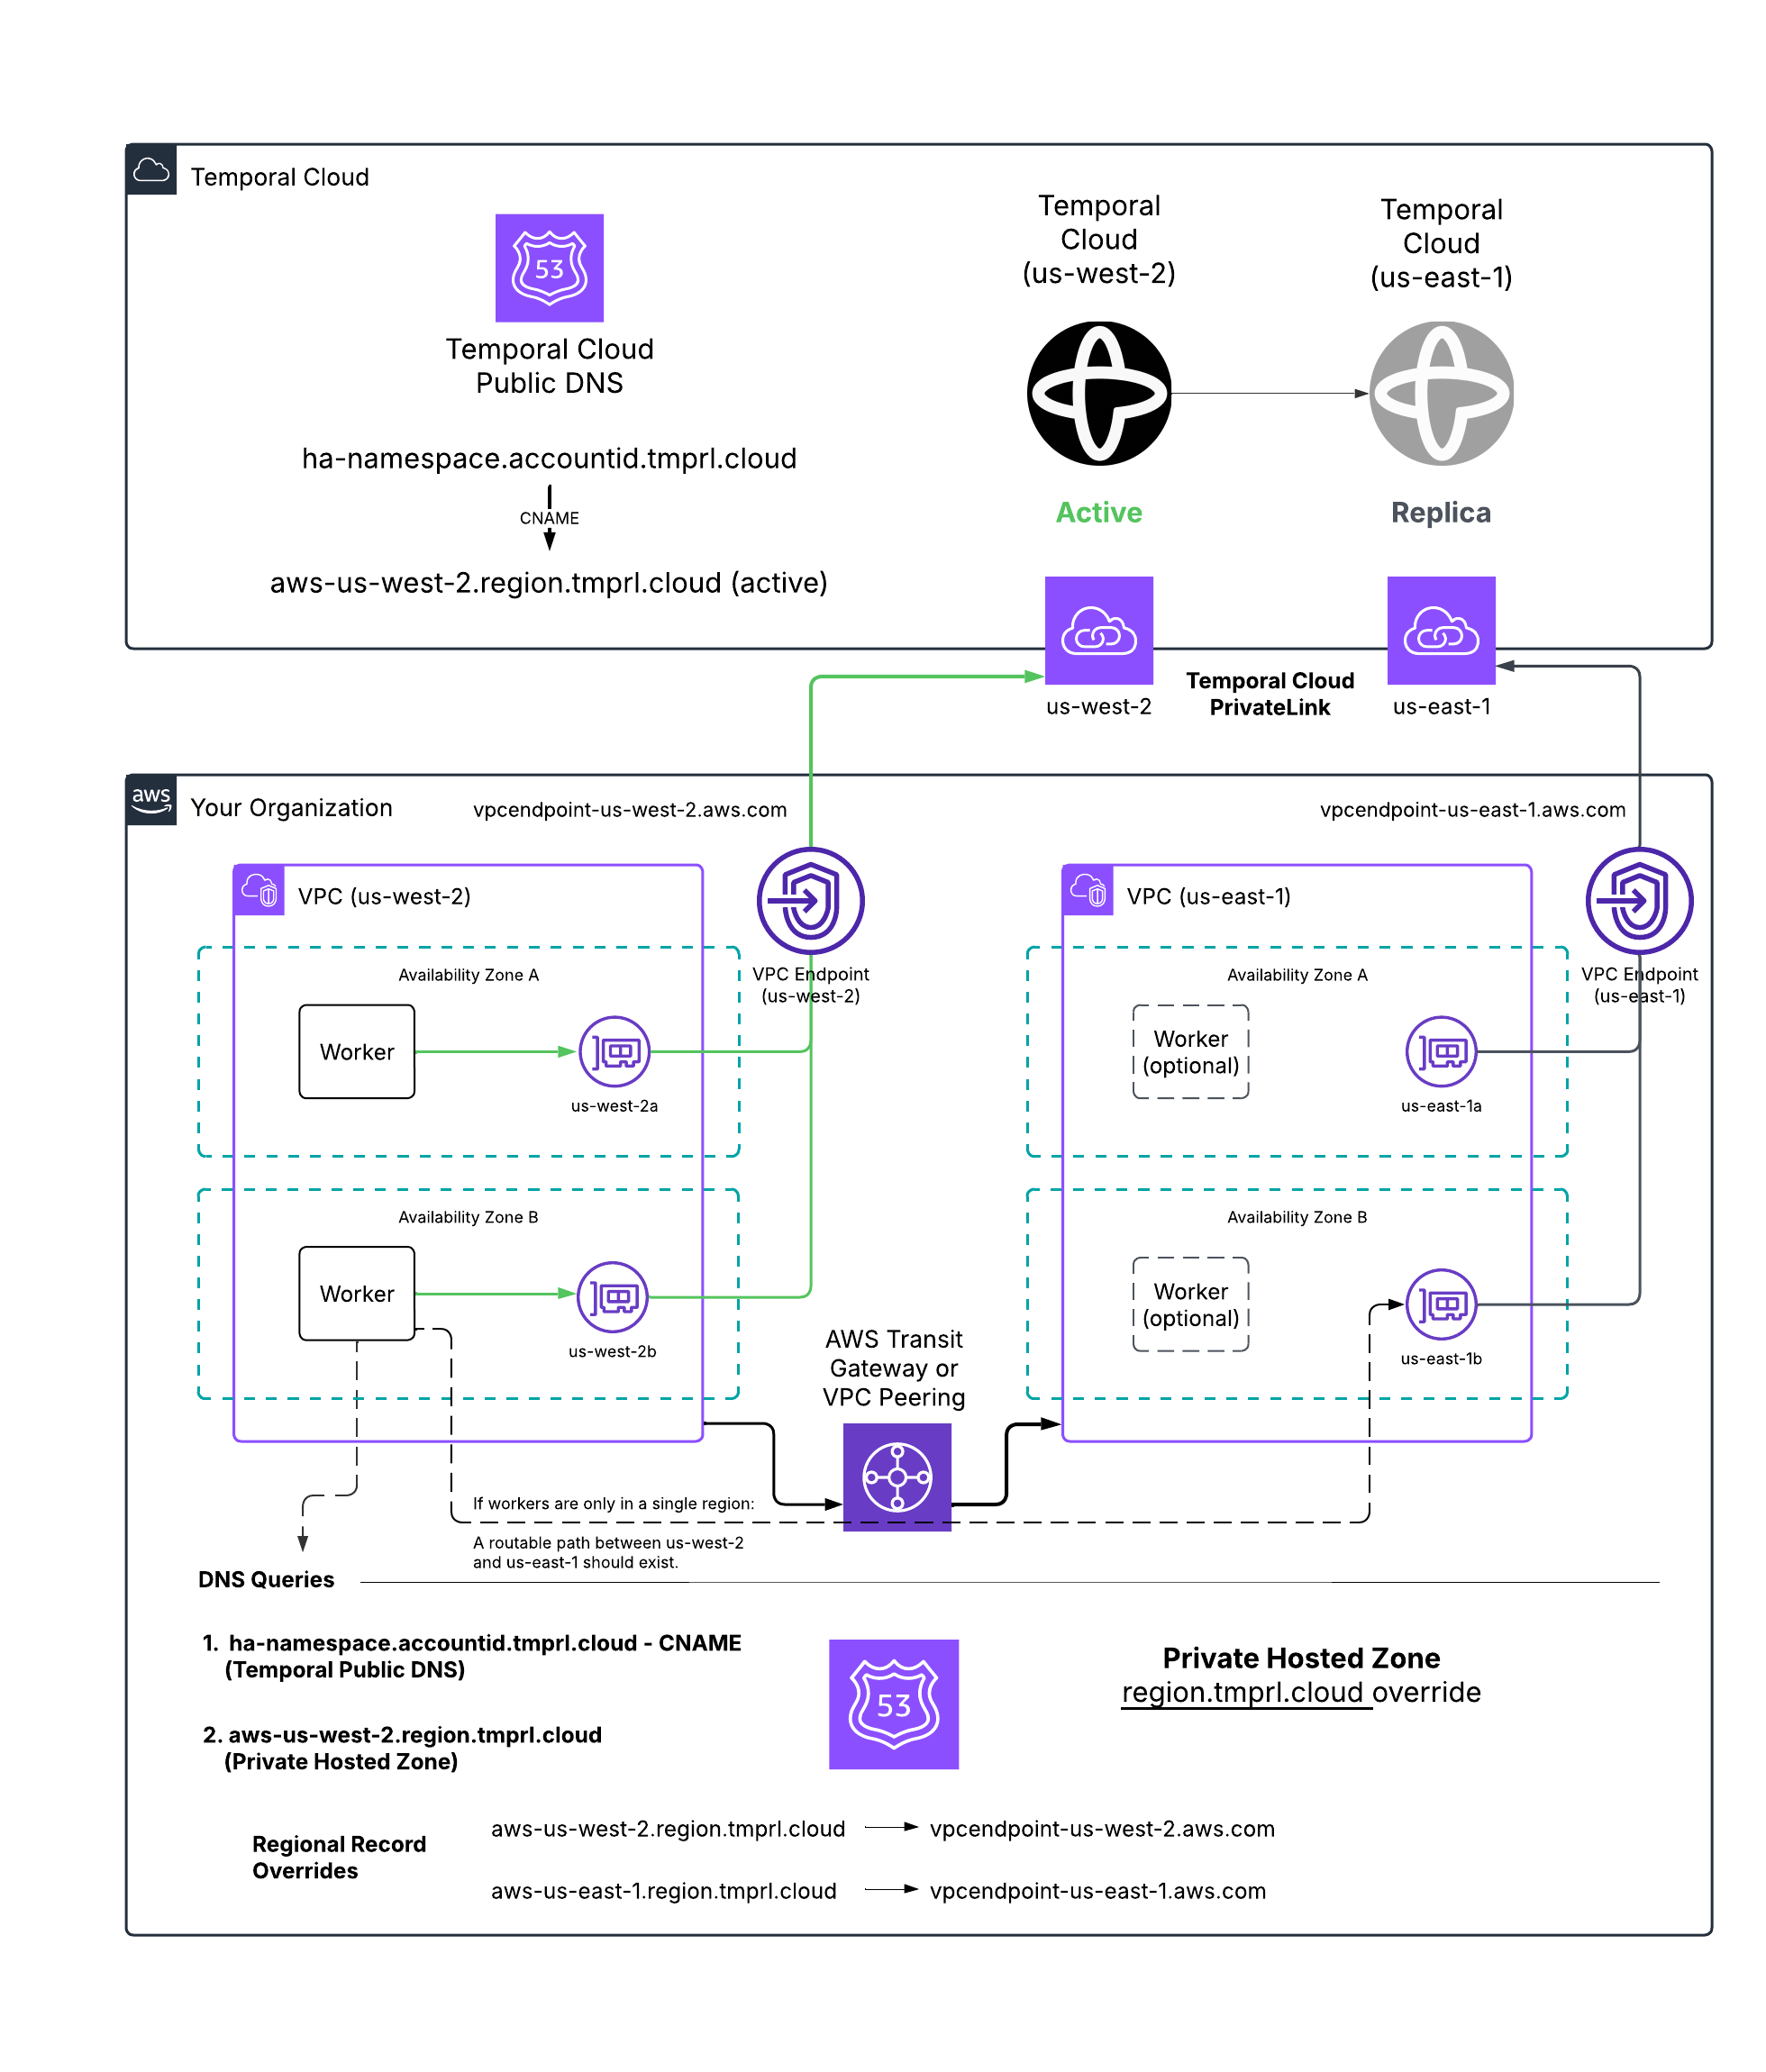 Temporal Cloud
53
Temporal Cloud
Public DNS
ha-namespace.accountid.tmprl.cloud
CNAME
aws-us-west-2.region.tmprl.cloud (active)
Temporal
Cloud
(us-west-2)
Temporal
Cloud
(us-east-1)
Active
Replica
us-west-2
Temporal Cloud
PrivateLink
us-east-1
aws
Your Organization
vpcendpoint-us-west-2.aws.com
vpcendpoint-us-east-1.aws.com
VPC (us-west-2)
VPC Endpoint
(us-west-2)
Availability Zone A
Worker
us-west-2a
Availability Zone B
Worker
us-west-2b
VPC (us-east-1)
VPC Endpoint
(us-east-1)
Availability Zone A
Worker
(optional)
us-east-1a
Availability Zone B
Worker
(optional)
us-east-1b
AWS Transit
Gateway or
VPC Peering
If workers are only in a single region:
A routable path between us-west-2
and us-east-1 should exist.
DNS Queries
1. ha-namespace.accountid.tmprl.cloud - CNAME
(Temporal Public DNS)
2. aws-us-west-2.region.tmprl.cloud
(Private Hosted Zone)
53
Private Hosted Zone
region.tmprl.cloud override
Regional Record
Overrides
aws-us-west-2.region.tmprl.cloud
vpcendpoint-us-west-2.aws.com
aws-us-east-1.region.tmprl.cloud
vpcendpoint-us-east-1.aws.com